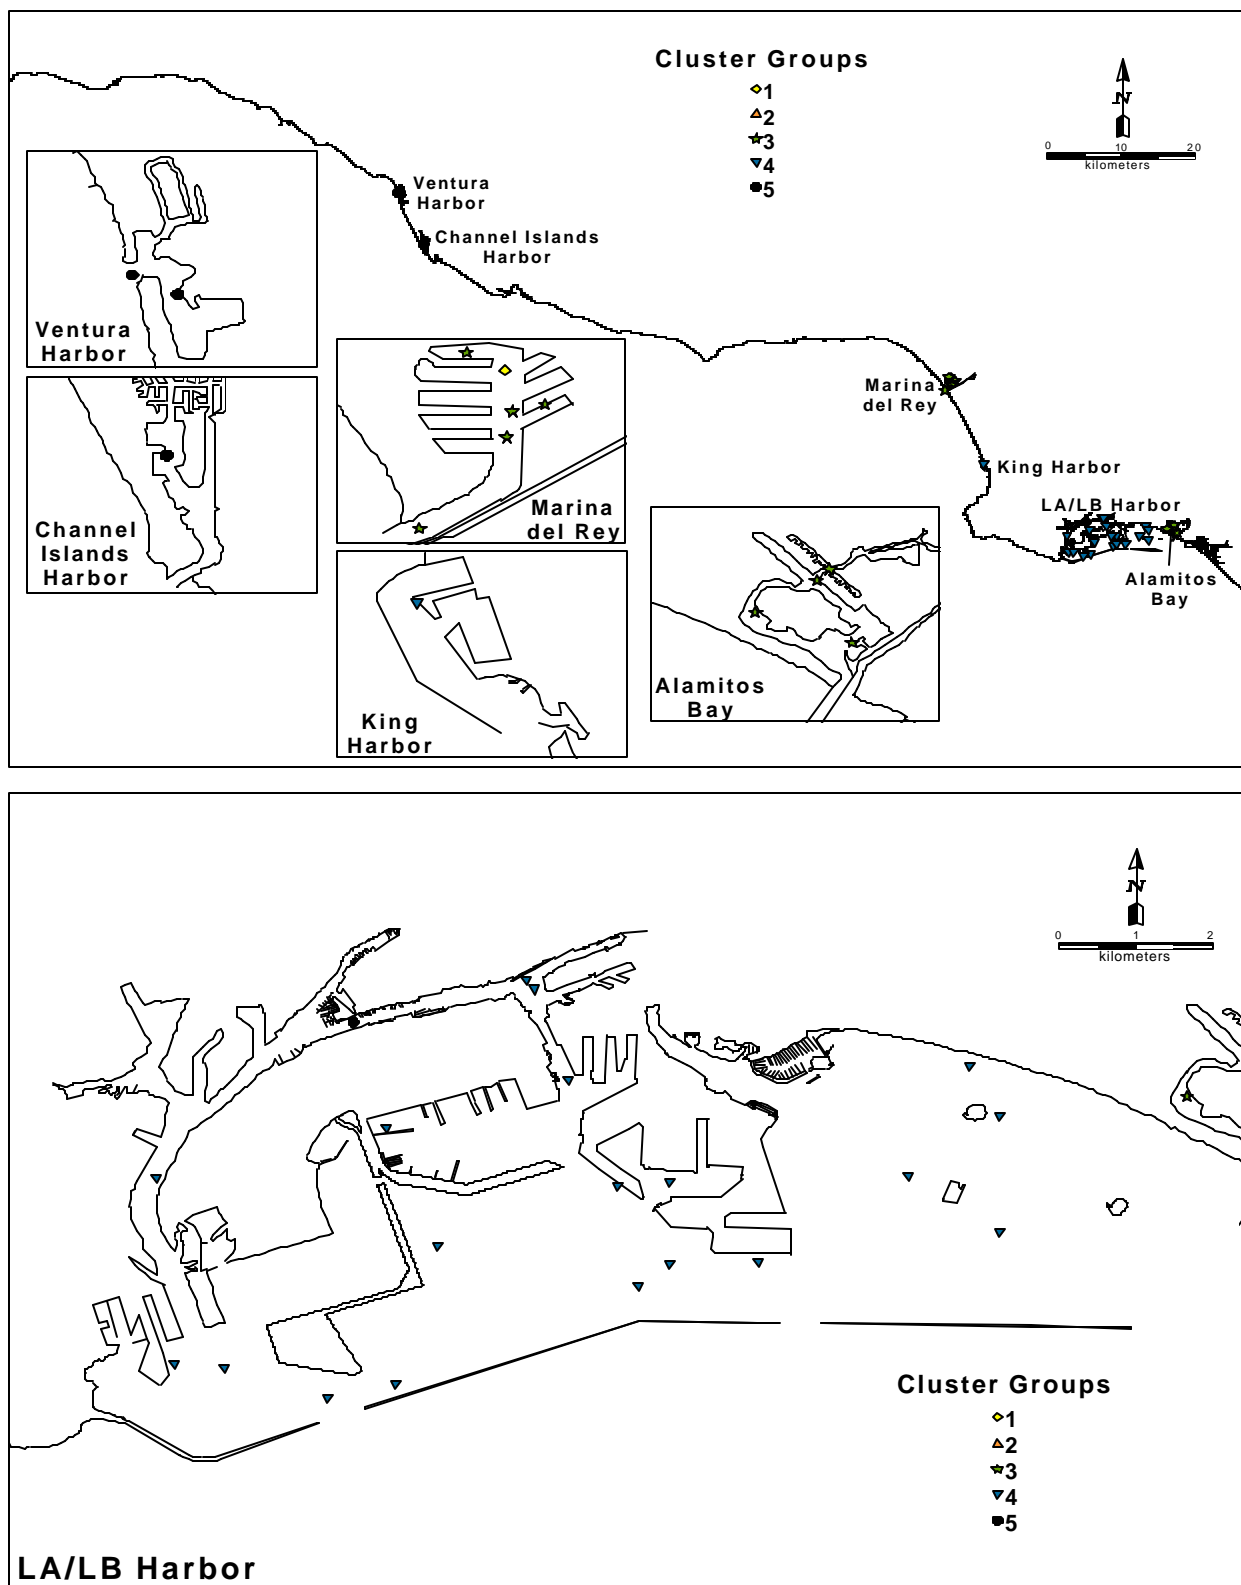 Cluster Groups
1
2
3
4
5
N
0 10 20
kilometers
Ventura
Harbor
Channel Islands
Harbor
Ventura
Harbor
Channel
Islands
Harbor
Marina
del Rey
King
Harbor
Alamitos
Bay
Marina
del Rey
King Harbor
LA/LB Harbor
Alamitos
Bay
N
0 1 2
kilometers
Cluster Groups
1
2
3
4
5
LA/LB Harbor